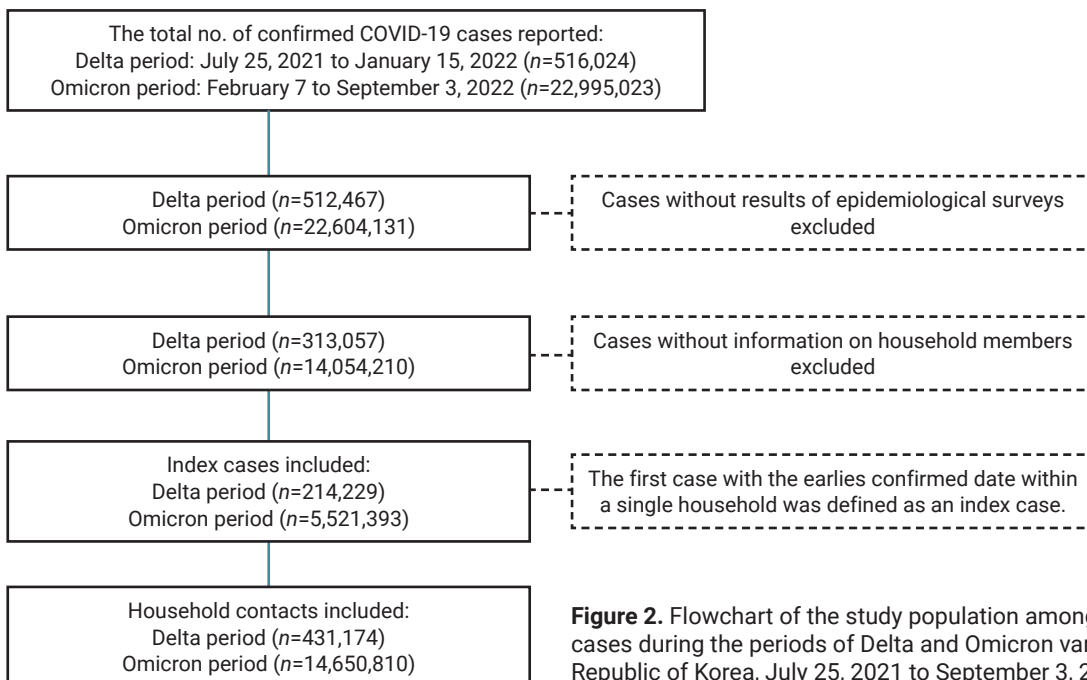 The total no. of confirmed COVID-19 cases reported:
Delta period: July 25, 2021 to January 15, 2022 (n=516,024)
Omicron period: February 7 to September 3, 2022 (n=22,995,023)
Delta period (n=512,467)
Omicron period (n=22,604,131)
Cases without results of epidemiological surveys
excluded
Delta period (n=313,057)
Omicron period (n=14,054,210)
Cases without information on household members
excluded
Index cases included:
Delta period (n=214,229)
Omicron period (n=5,521,393)
The first case with the earlies confirmed date within
a single household was defined as an index case.
Household contacts included:
Delta period (n=431,174)
Omicron period (n=14,650,810)
Figure 2. Flowchart of the study population among
cases during the periods of Delta and Omicron
Republic of Korea, July 25, 2021 to September 3,